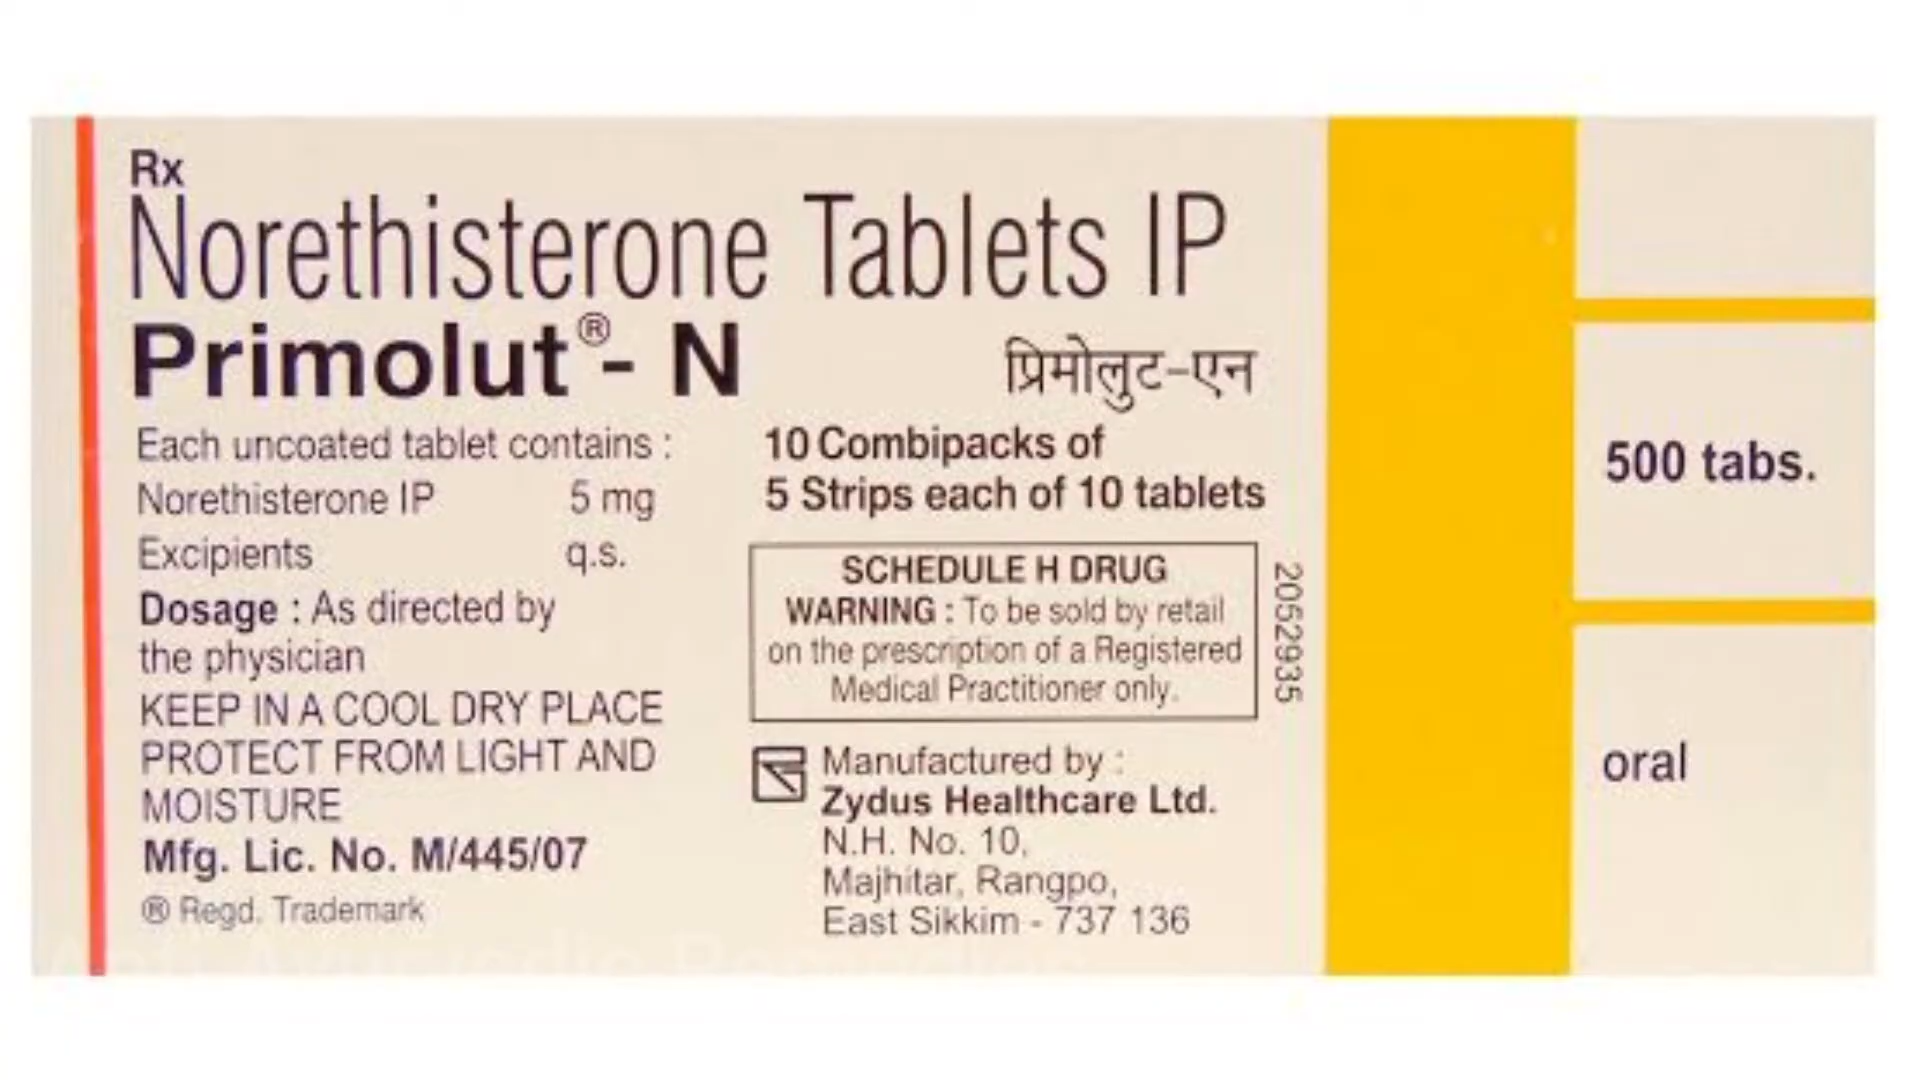 Rx
Norethisterone Tablets IP
Primolut®- N
प्रिमोलुट-एन
Each uncoated tablet contains :
Norethisterone IP 5 mg
Excipients q.s.
Dosage : As directed by
the physician
KEEP IN A COOL DRY PLACE
PROTECT FROM LIGHT AND
MOISTURE
Mfg. Lic. No. M/445/07
® Regd. Trademark
10 Combipacks of
5 Strips each of 10 tablets
SCHEDULE H DRUG
WARNING : To be sold by retail
on the prescription of a Registered
Medical Practitioner only.
2052935
Manufactured by :
Zydus Healthcare Ltd.
N.H. No. 10,
Majhitar, Rangpo,
East Sikkim - 737 136
500 tabs.
oral